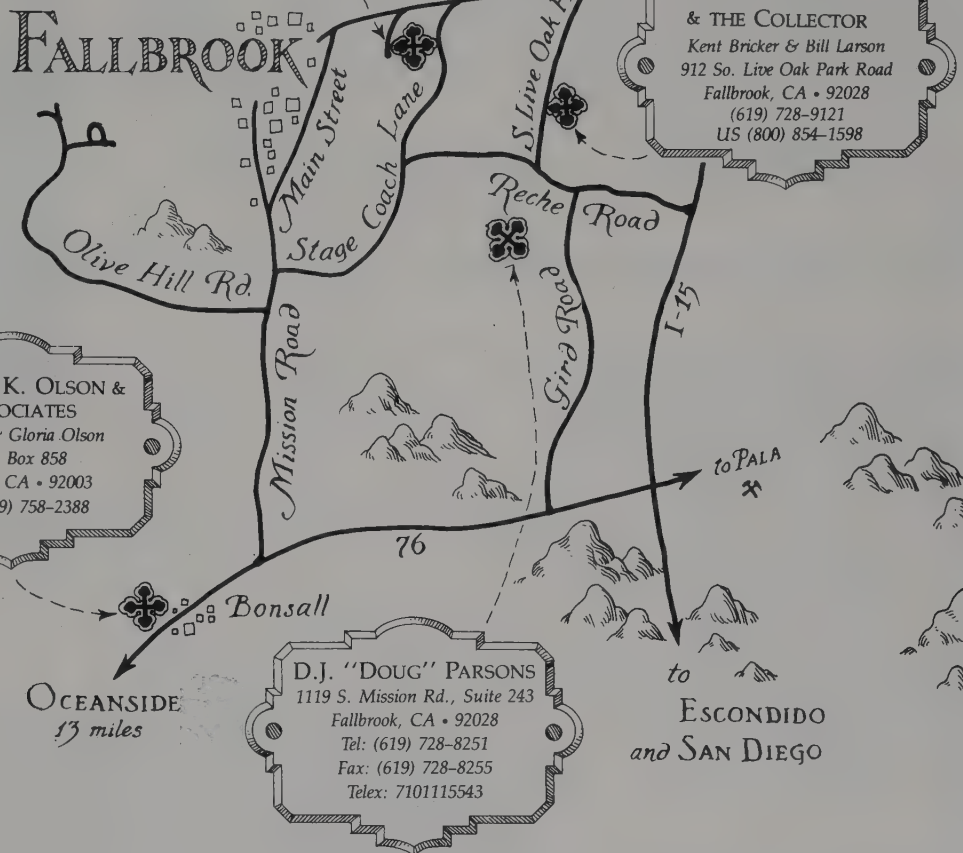 FALLBROOK
& THE COLLECTOR
Kent Bricker & Bill Larson
912 So. Live Oak Park Road
Fallbrook, CA • 92028
(619) 728–9121
US (800) 854–1598
Main Street
Stage Coach Lane
S. Live Oak
Reche Road
Olive Hill Rd.
Mission Road
Gird Road
I-15
K. OLSON &
OCIATES
Gloria Olson
Box 858
CA • 92003
9) 758–2388
to PALA
76
Bonsall
OCEANSIDE
13 miles
D.J. "DOUG" PARSONS
1119 S. Mission Rd., Suite 243
Fallbrook, CA • 92028
Tel: (619) 728–8251
Fax: (619) 728–8255
Telex: 7101115543
to
ESCONDIDO
and SAN DIEGO